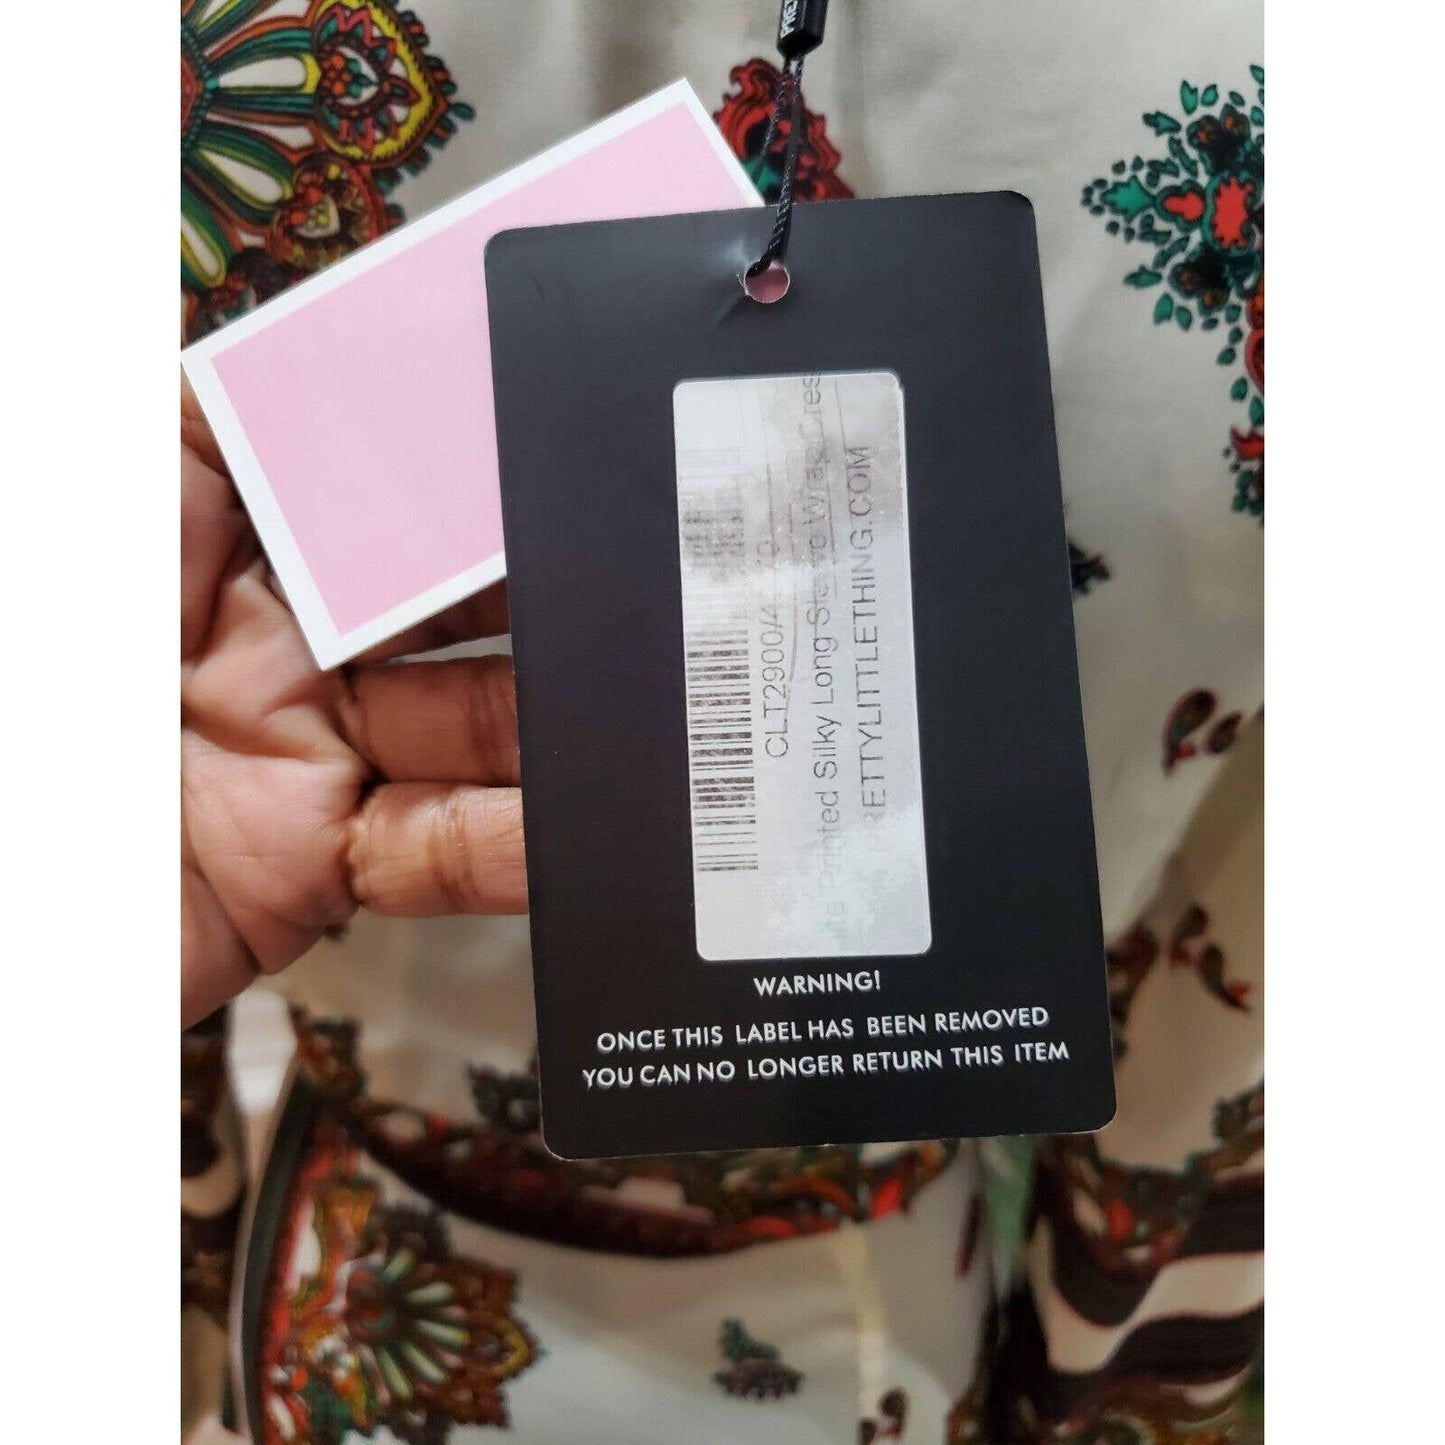 PRE
CLT2900/4
Printed Silky Long Sleeve Wrap Dres
PRETTYLITTLETHING.COM
WARNING!
ONCE THIS LABEL HAS BEEN REMOVED
YOU CAN NO LONGER RETURN THIS ITEM